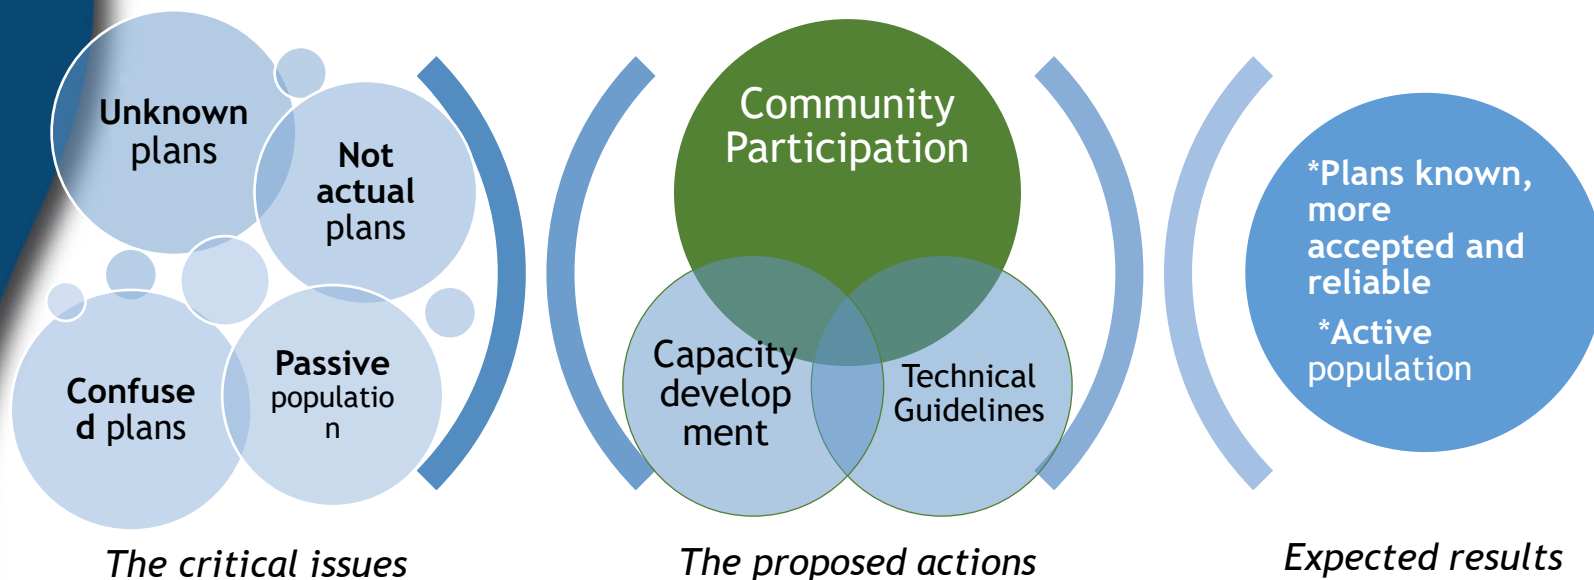 Unknown
plans
Not
actual
plans
Confuse
d plans
Passive
populatio
n
The critical issues
Community
Participation
Capacity
develop
ment
Technical
Guidelines
The proposed actions
*Plans known,
more
accepted and
reliable
*Active
population
Expected results